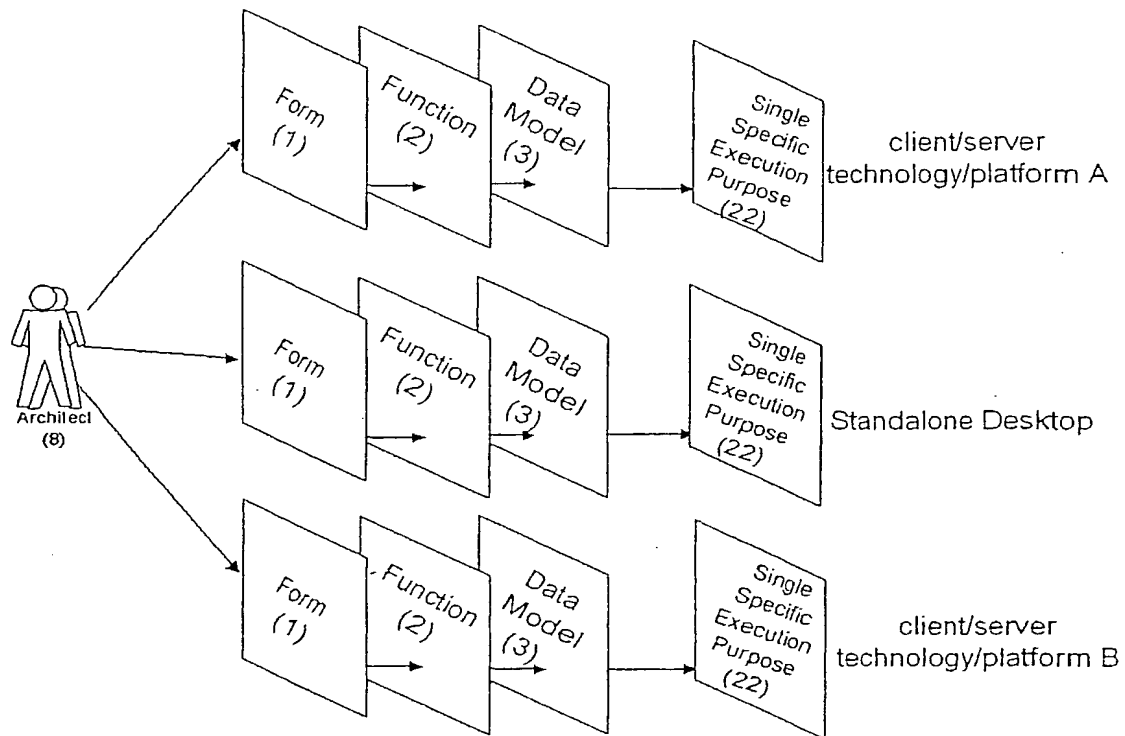 Form
(1)
Function
(2)
Data
Model
(3)
Single
Specific
Execution
Purpose
(22)
client/server
technology/platform A
Architect
(8)
Form
(1)
Function
(2)
Data
Model
(3)
Single
Specific
Execution
Purpose
(22)
Standalone Desktop
Form
(1)
Function
(2)
Data
Model
(3)
Single
Specific
Execution
Purpose
(22)
client/server
technology/platform B